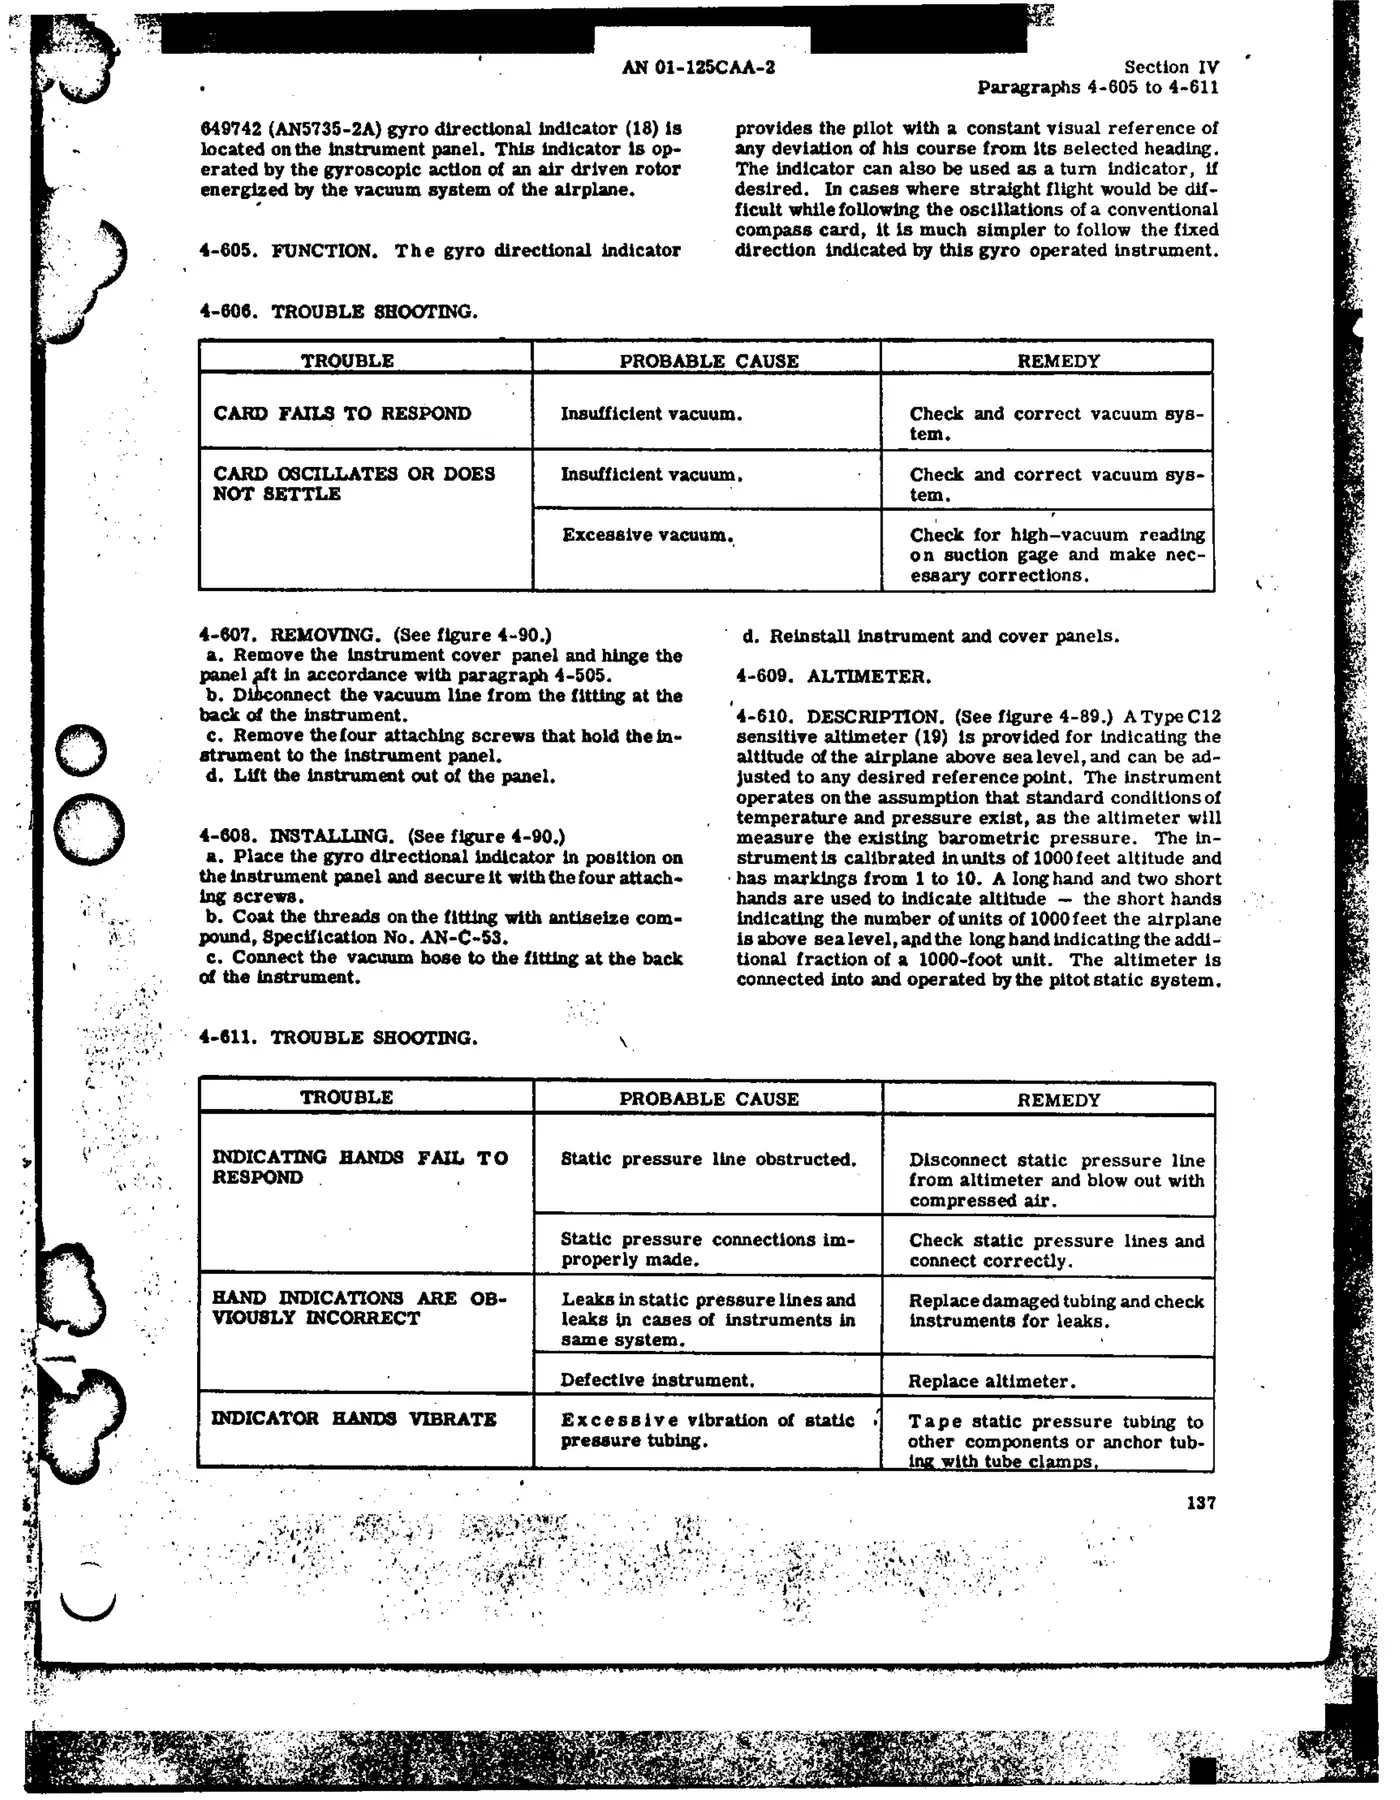 AN 01-125CAA-2
Section IV
Paragraphs 4-605 to 4-611
649742 (AN5735-2A) gyro directional indicator (18) is
located on the instrument panel. This indicator is op-
erated by the gyroscopic action of an air driven rotor
energized by the vacuum system of the airplane.
4-605. FUNCTION. The gyro directional indicator
provides the pilot with a constant visual reference of
any deviation of his course from its selected heading.
The indicator can also be used as a turn indicator, if
desired. In cases where straight flight would be dif-
ficult while following the oscillations of a conventional
compass card, it is much simpler to follow the fixed
direction indicated by this gyro operated instrument.
4-606. TROUBLE SHOOTING.
TROUBLE PROBABLE CAUSE REMEDY
CARD FAILS TO RESPOND Insufficient vacuum. Check and correct vacuum sys-
tem.
CARD OSCILLATES OR DOES Insufficient vacuum. Check and correct vacuum sys-
NOT SETTLE tem.
Excessive vacuum. Check for high-vacuum reading
on suction gage and make nec-
essary corrections.
4-607. REMOVING. (See figure 4-90.)
a. Remove the instrument cover panel and hinge the
panel aft in accordance with paragraph 4-505.
b. Disconnect the vacuum line from the fitting at the
back of the instrument.
c. Remove the four attaching screws that hold the in-
strument to the instrument panel.
d. Lift the instrument out of the panel.
4-608. INSTALLING. (See figure 4-90.)
a. Place the gyro directional indicator in position on
the instrument panel and secure it with the four attach-
ing screws.
b. Coat the threads on the fitting with antiseize com-
pound, Specification No. AN-C-53.
c. Connect the vacuum hose to the fitting at the back
of the instrument.
d. Reinstall instrument and cover panels.
4-609. ALTIMETER.
4-610. DESCRIPTION. (See figure 4-89.) A Type C12
sensitive altimeter (19) is provided for indicating the
altitude of the airplane above sea level, and can be ad-
justed to any desired reference point. The instrument
operates on the assumption that standard conditions of
temperature and pressure exist, as the altimeter will
measure the existing barometric pressure. The in-
strument is calibrated in units of 1000 feet altitude and
has markings from 1 to 10. A long hand and two short
hands are used to indicate altitude — the short hands
indicating the number of units of 1000 feet the airplane
is above sea level, and the long hand indicating the addi-
tional fraction of a 1000-foot unit. The altimeter is
connected into and operated by the pitot static system.
4-611. TROUBLE SHOOTING.
TROUBLE PROBABLE CAUSE REMEDY
INDICATING HANDS FAIL TO Static pressure line obstructed. Disconnect static pressure line
RESPOND from altimeter and blow out with
compressed air.
Static pressure connections im- Check static pressure lines and
properly made. connect correctly.
HAND INDICATIONS ARE OB- Leaks in static pressure lines and Replace damaged tubing and check
VIOUSLY INCORRECT leaks in cases of instruments in instruments for leaks.
same system.
Defective instrument. Replace altimeter.
INDICATOR HANDS VIBRATE Excessive vibration of static Tape static pressure tubing to
pressure tubing. other components or anchor tub-
ing with tube clamps.
137